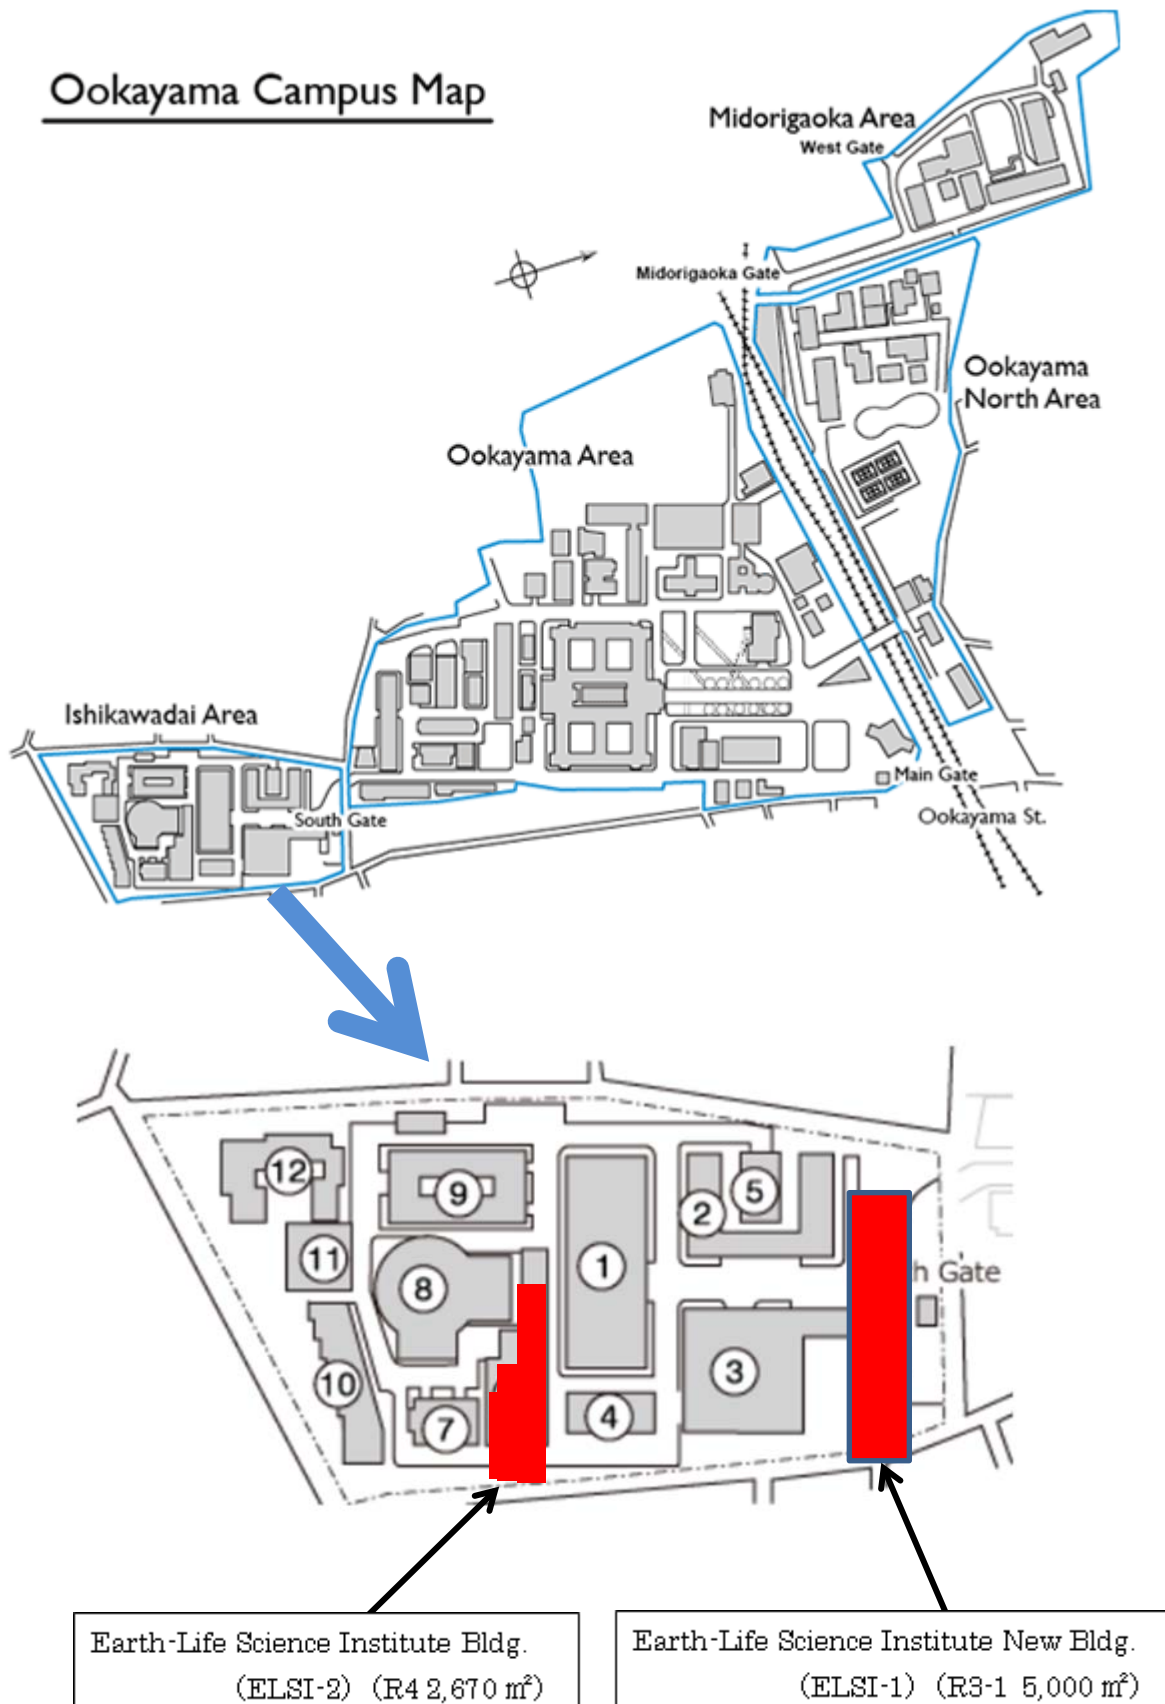 Ookayama Campus Map
Midorigaoka Area
West Gate
Midorigaoka Gate
Ookayama
North Area
Ookayama Area
Ishikawadai Area
South Gate
Main Gate
Ookayama St.
12
9
5
2
11
1
8
h Gate
3
10
4
7
Earth-Life Science Institute Bldg.
(ELSI-2) (R4 2,670 ㎡)
Earth-Life Science Institute New Bldg.
(ELSI-1) (R3-1 5,000 ㎡)